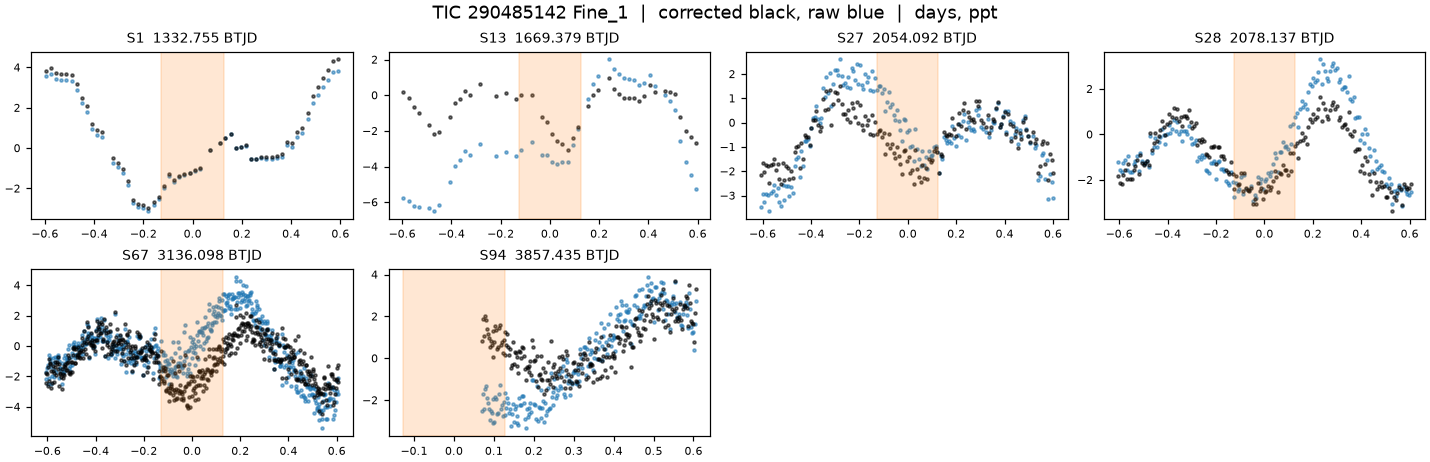 TIC 290485142 Fine_1 | corrected black, raw blue | days, ppt
S1 1332.755 BTJD
S13 1669.379 BTJD
S27 2054.092 BTJD
S28 2078.137 BTJD
4
2
0
−2
−0.6 −0.4 −0.2 0.0 0.2 0.4 0.6
2
0
−2
−4
−6
−0.6 −0.4 −0.2 0.0 0.2 0.4 0.6
2
1
0
−1
−2
−3
−0.6 −0.4 −0.2 0.0 0.2 0.4 0.6
2
0
−2
−0.6 −0.4 −0.2 0.0 0.2 0.4 0.6
S67 3136.098 BTJD
S94 3857.435 BTJD
4
2
0
−2
−4
−0.6 −0.4 −0.2 0.0 0.2 0.4 0.6
4
2
0
−2
−0.1 0.0 0.1 0.2 0.3 0.4 0.5 0.6